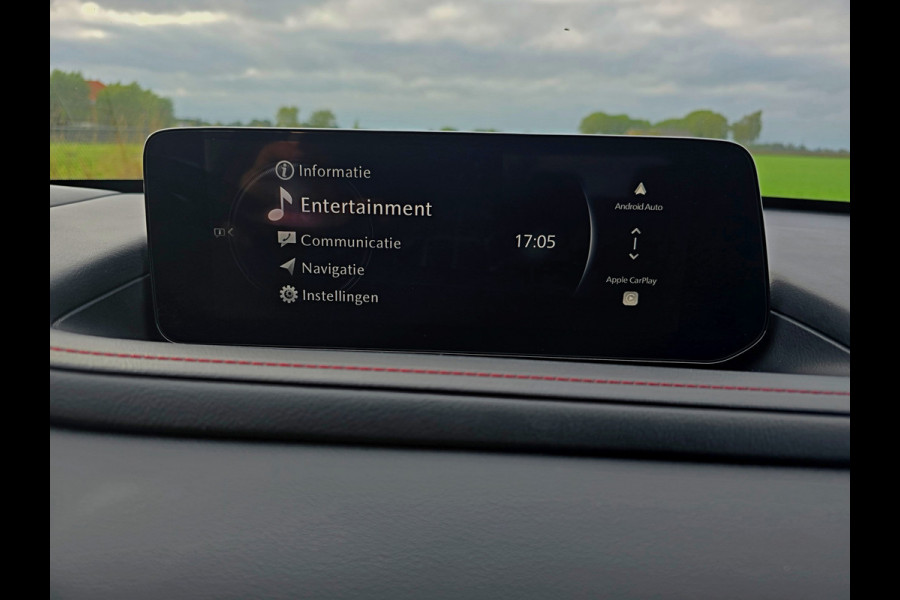 Informatie
Entertainment
Communicatie
Navigatie
Instellingen
17:05
Android Auto
Apple CarPlay